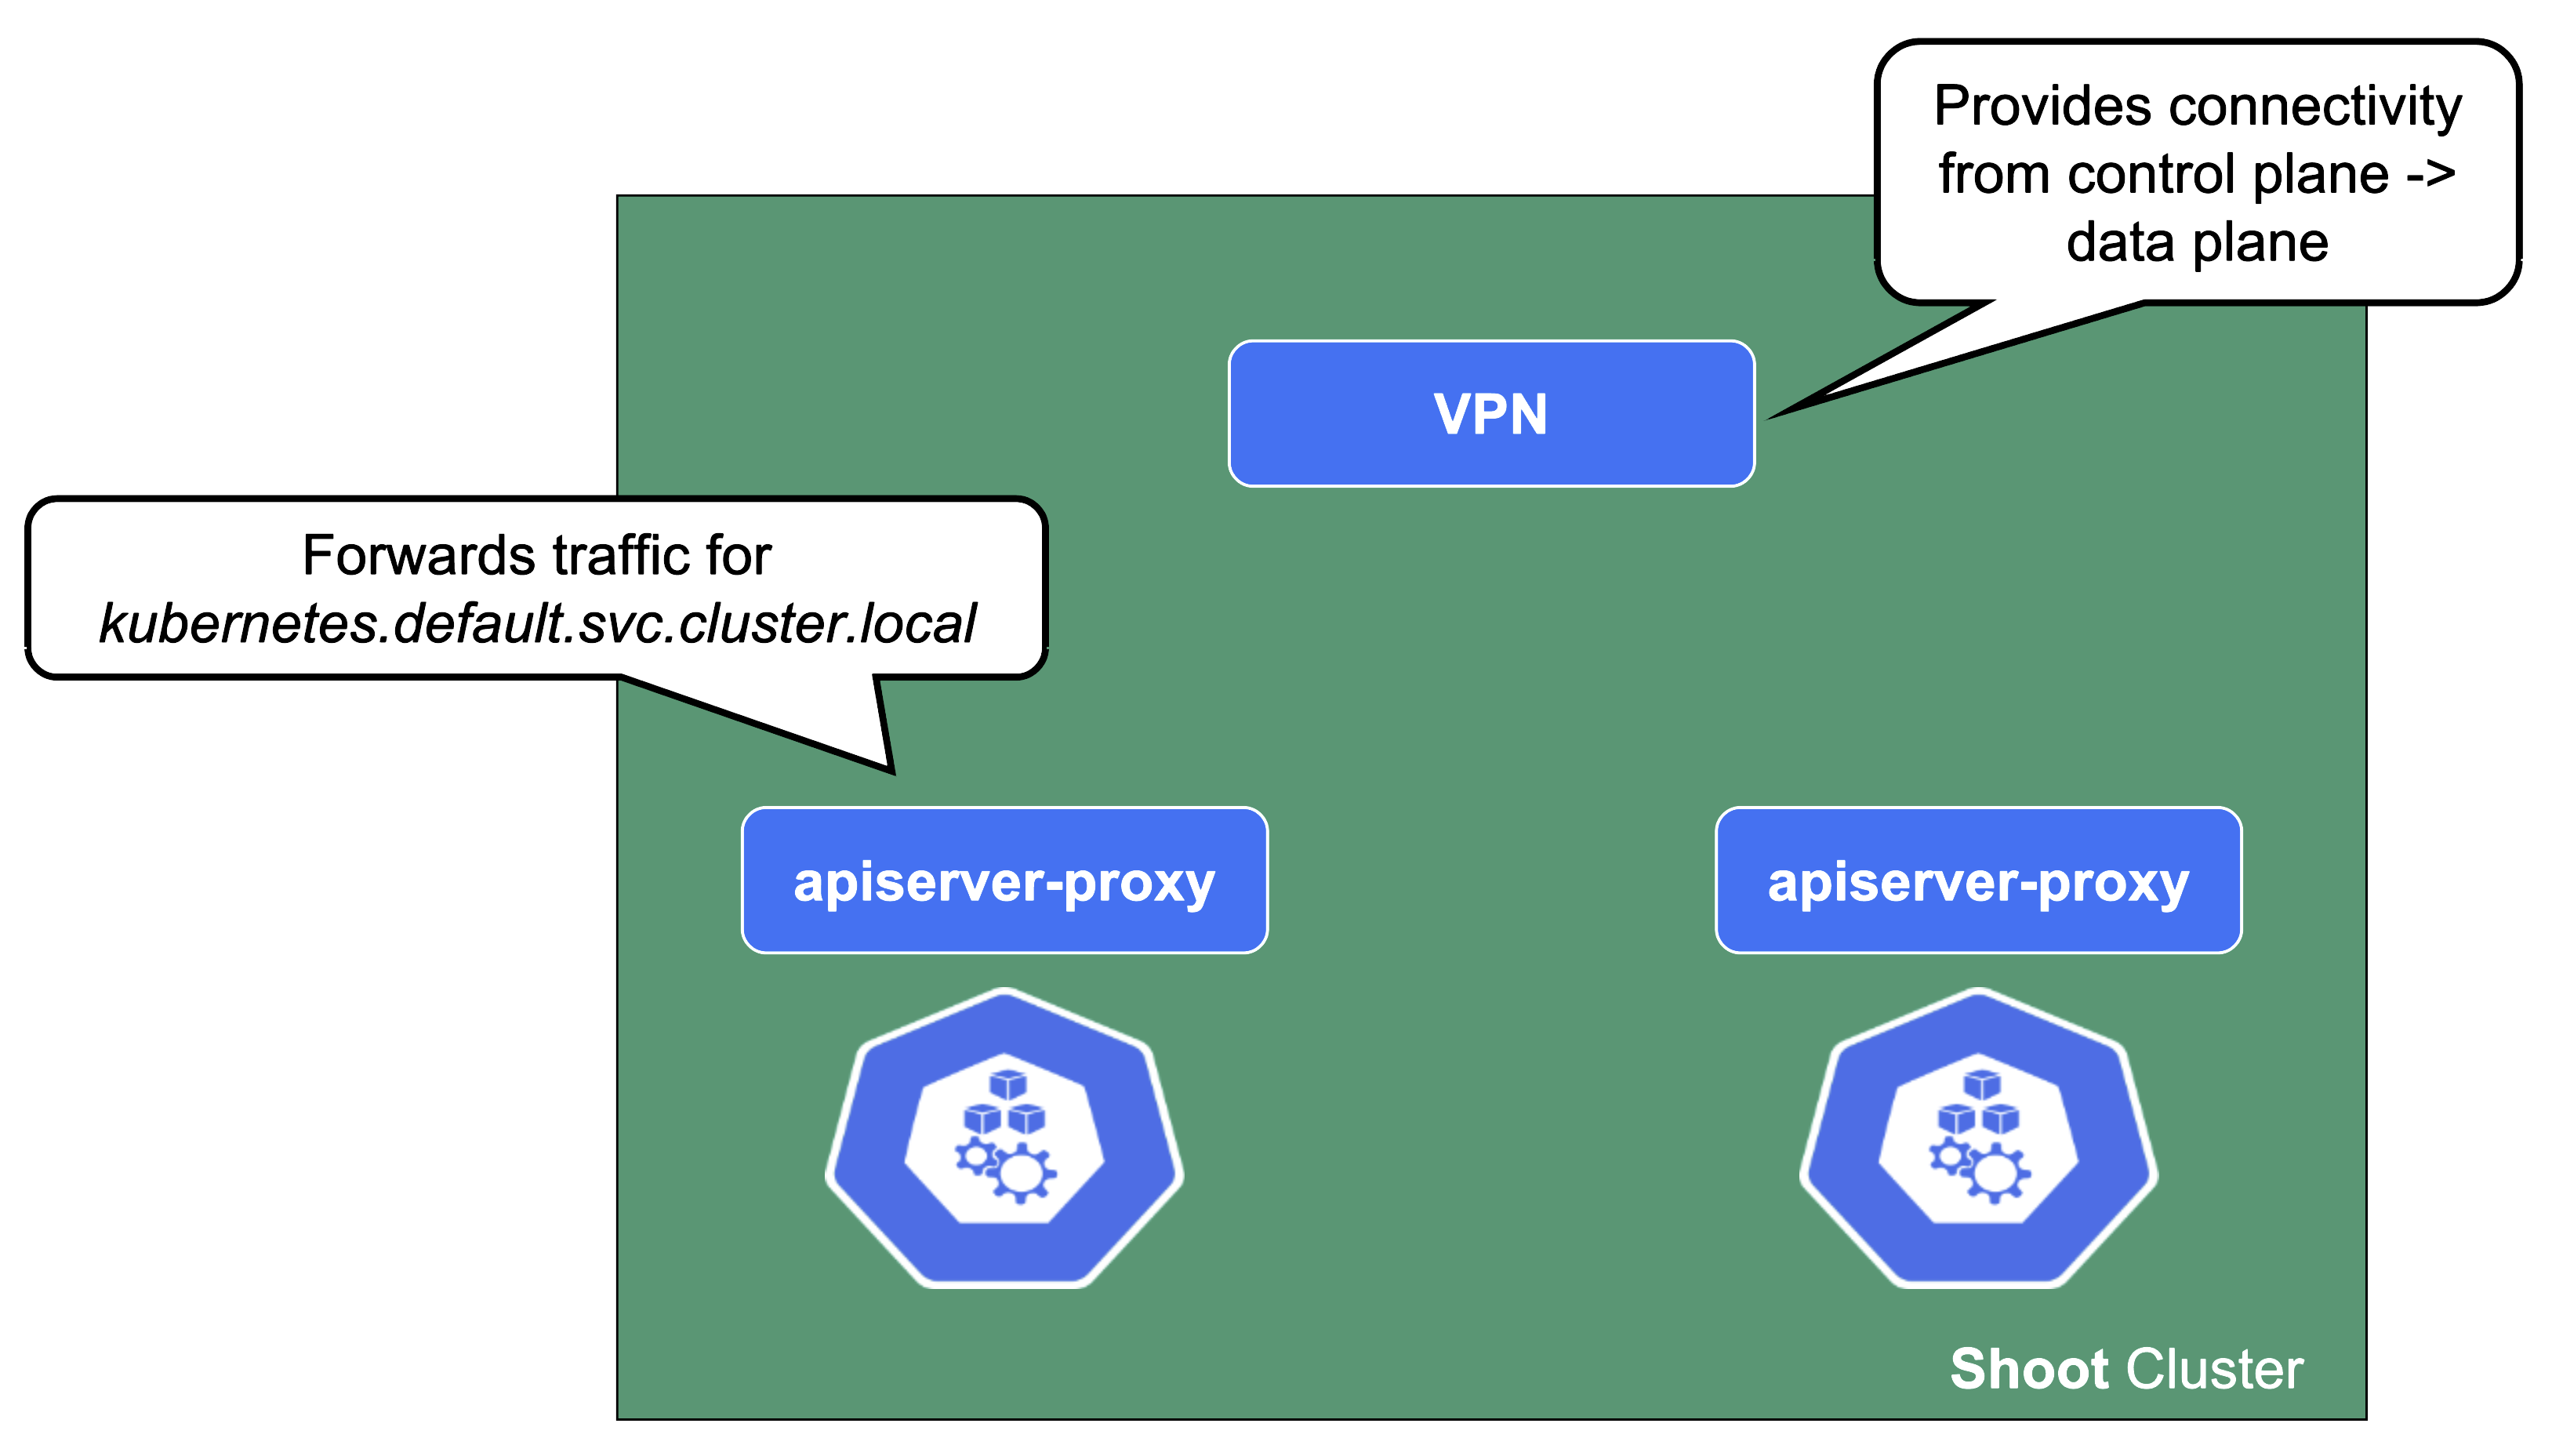 Provides connectivity
from control plane ->
data plane
VPN
Forwards traffic for
kubernetes.default.svc.cluster.local
apiserver-proxy
apiserver-proxy
Shoot Cluster